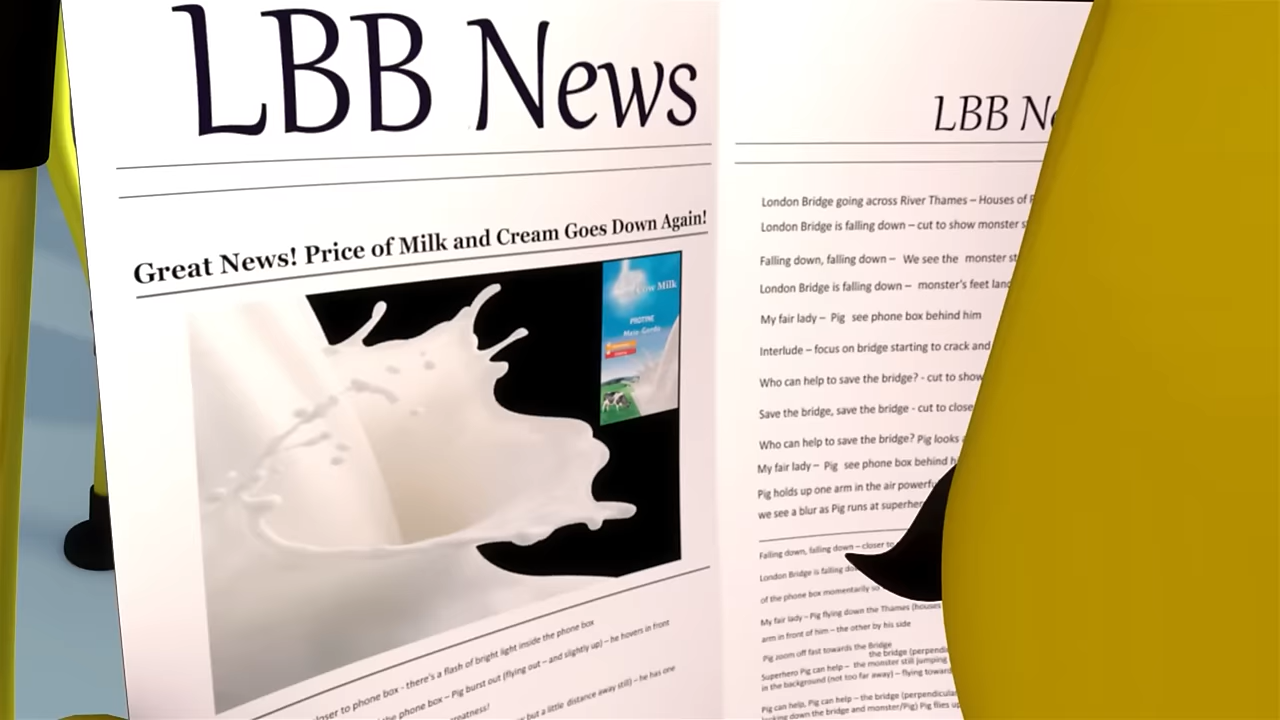 LBB News
Great News! Price of Milk and Cream Goes Down Again!
Cow Milk
PROTINE
Main Gerdic
closer to phone box - there's a flash of bright light inside the phone box
the phone box – Pig burst out (flying out – and slightly up) – he hovers in front
greatness!
but a little distance away still) – he has one
LBB Ne
London Bridge going across River Thames – Houses of P
London Bridge is falling down – cut to show monster s
Falling down, falling down – We see the monster st
London Bridge is falling down – monster's feet land
My fair lady – Pig see phone box behind him
Interlude – focus on bridge starting to crack and
Who can help to save the bridge? - cut to show
Save the bridge, save the bridge - cut to close
Who can help to save the bridge? Pig looks
My fair lady – Pig see phone box behind h
Pig holds up one arm in the air powerfu
we see a blur as Pig runs at superher
Falling down, falling down – closer to
London Bridge is falling do
of the phone box momentarily so
My fair lady – Pig flying down the Thames (houses
arm in front of him – the other by his side
Pig zoom off fast towards the Bridge
the bridge (perpendi
Superhero Pig can help – the monster still jumping
in the background (not too far away) – flying toward
Pig can help, Pig can help – the bridge (perpendicular
looking down the bridge and monster/Pig) Pig flies up